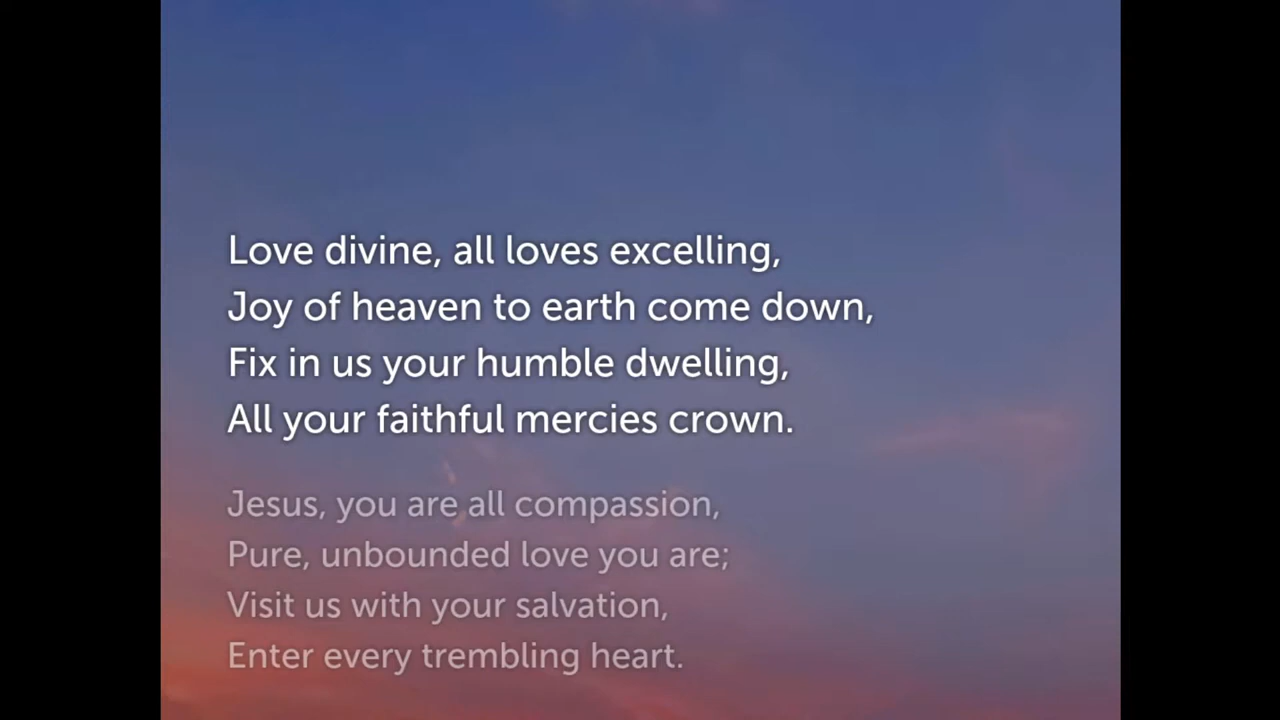 Love divine, all loves excelling,
Joy of heaven to earth come down,
Fix in us your humble dwelling,
All your faithful mercies crown.
Jesus, you are all compassion,
Pure, unbounded love you are;
Visit us with your salvation,
Enter every trembling heart.